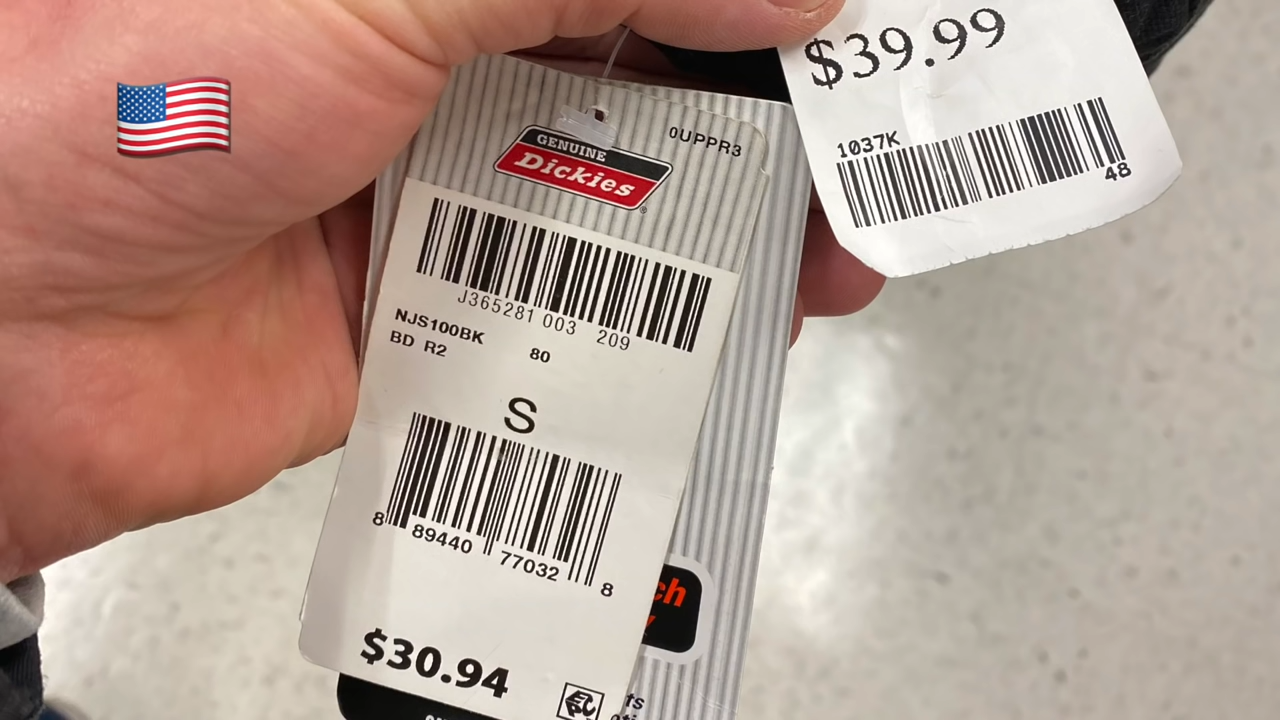 $39.99
1037K
48
0UPPR3
GENUINE
Dickies
®
J365281 003 209
NJS100BK
BD R2 80
S
8 89440 77032 8
$30.94